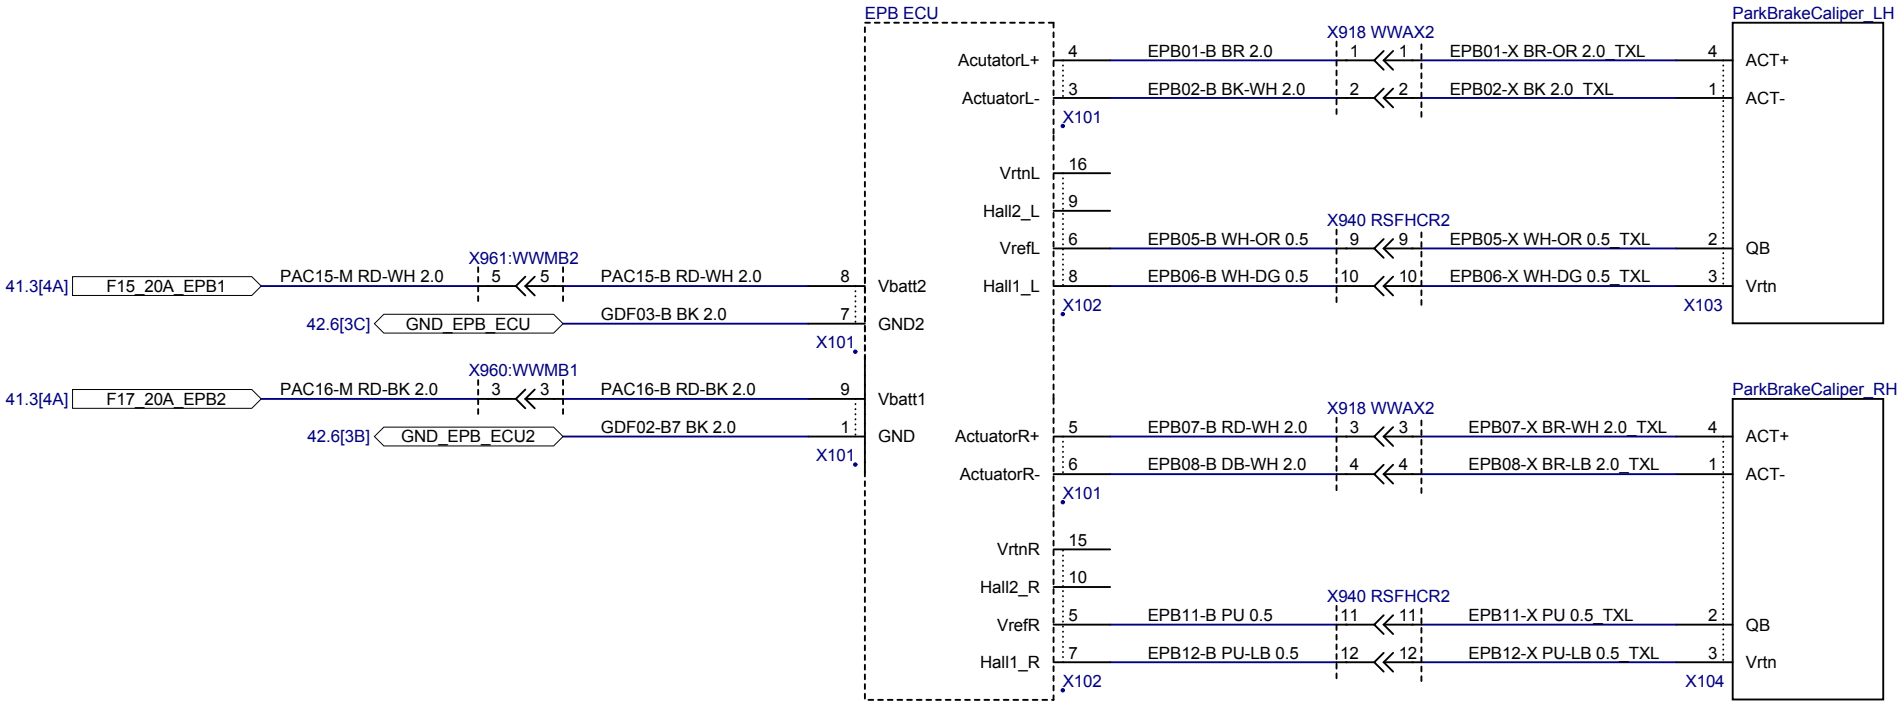 EPB ECU
ParkBrakeCaliper_LH
X918 WWAX2
AcutatorL+ 4 EPB01-B BR 2.0 1 1 EPB01-X BR-OR 2.0_TXL 4 ACT+
ActuatorL- 3 EPB02-B BK-WH 2.0 2 2 EPB02-X BK 2.0_TXL 1 ACT-
X101
VrtnL 16
Hall2_L 9
X940 RSFHCR2
VrefL 6 EPB05-B WH-OR 0.5 9 9 EPB05-X WH-OR 0.5_TXL 2 QB
Hall1_L 8 EPB06-B WH-DG 0.5 10 10 EPB06-X WH-DG 0.5_TXL 3 Vrtn
X102
X103
X961:WWMB2
41.3[4A] F15_20A_EPB1 PAC15-M RD-WH 2.0 5 5 PAC15-B RD-WH 2.0 8 Vbatt2
42.6[3C] GND_EPB_ECU GDF03-B BK 2.0 7 GND2
X101
X960:WWMB1
41.3[4A] F17_20A_EPB2 PAC16-M RD-BK 2.0 3 3 PAC16-B RD-BK 2.0 9 Vbatt1
42.6[3B] GND_EPB_ECU2 GDF02-B7 BK 2.0 1 GND
X101
ParkBrakeCaliper_RH
X918 WWAX2
ActuatorR+ 5 EPB07-B RD-WH 2.0 3 3 EPB07-X BR-WH 2.0_TXL 4 ACT+
ActuatorR- 6 EPB08-B DB-WH 2.0 4 4 EPB08-X BR-LB 2.0_TXL 1 ACT-
X101
VrtnR 15
Hall2_R 10
X940 RSFHCR2
VrefR 5 EPB11-B PU 0.5 11 11 EPB11-X PU 0.5_TXL 2 QB
Hall1_R 7 EPB12-B PU-LB 0.5 12 12 EPB12-X PU-LB 0.5_TXL 3 Vrtn
X102
X104